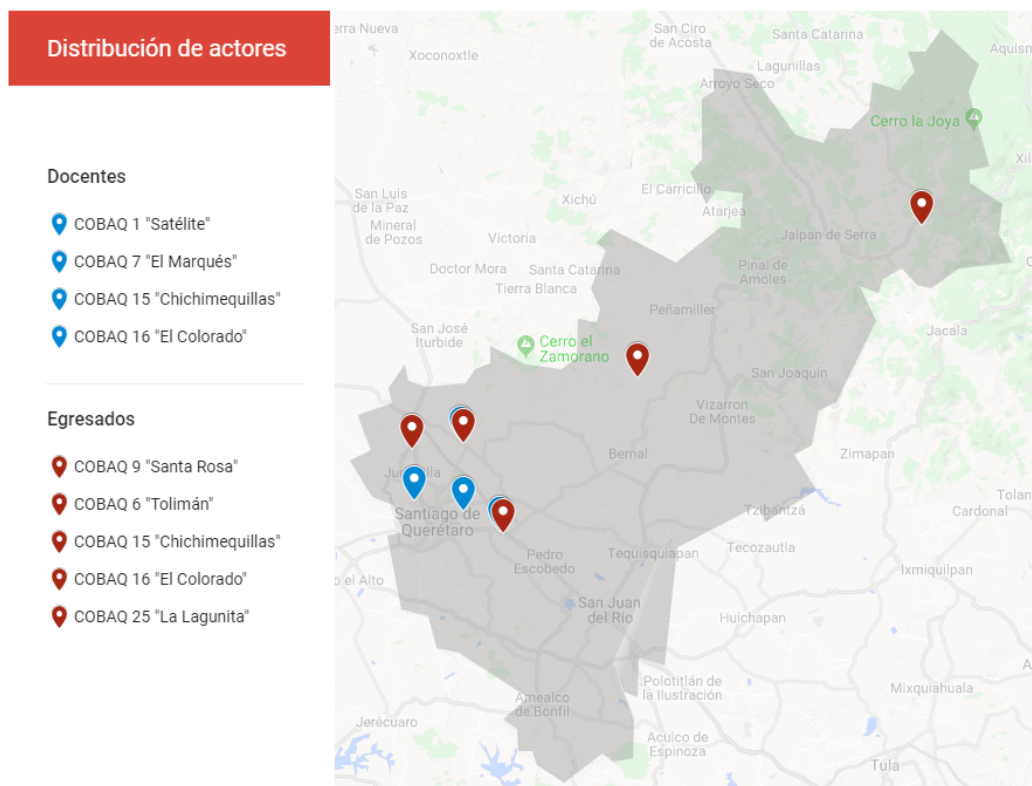 Distribución de actores
Docentes
COBAQ 1 "Satélite"
COBAQ 7 "El Marqués"
COBAQ 15 "Chichimequillas"
COBAQ 16 "El Colorado"
Egresados
COBAQ 9 "Santa Rosa"
COBAQ 6 "Tolimán"
COBAQ 15 "Chichimequillas"
COBAQ 16 "El Colorado"
COBAQ 25 "La Lagunita"
San Ciro
de Acosta
Santa Catarina
Xoconoxtle
Lagunillas
Arroyo Seco
Cerro la Joya
San Luis
de la Paz
Mineral
de Pozos
Xichú
El Carricillo
Atarjea
Victoria
Jalpan de Serra
Doctor Mora
Santa Catarina
Tierra Blanca
Pinal de
Amoles
Peñamiller
San José
Iturbide
Cerro el
Zamorano
Jacala
San Joaquín
Vizarron
De Montes
Bernal
Zimapan
Santiago de
Querétaro
Tzibantzá
Cardonal
Pedro
Escobedo
Tequisquiapan
Tecozautla
Ixmiquilpan
San Juan
del Río
Huichapan
Polotitlán de
la Ilustración
Mixquiahuala
Amealco
de Bonfil
Jerécuaro
Aculco de
Espinoza
Tula